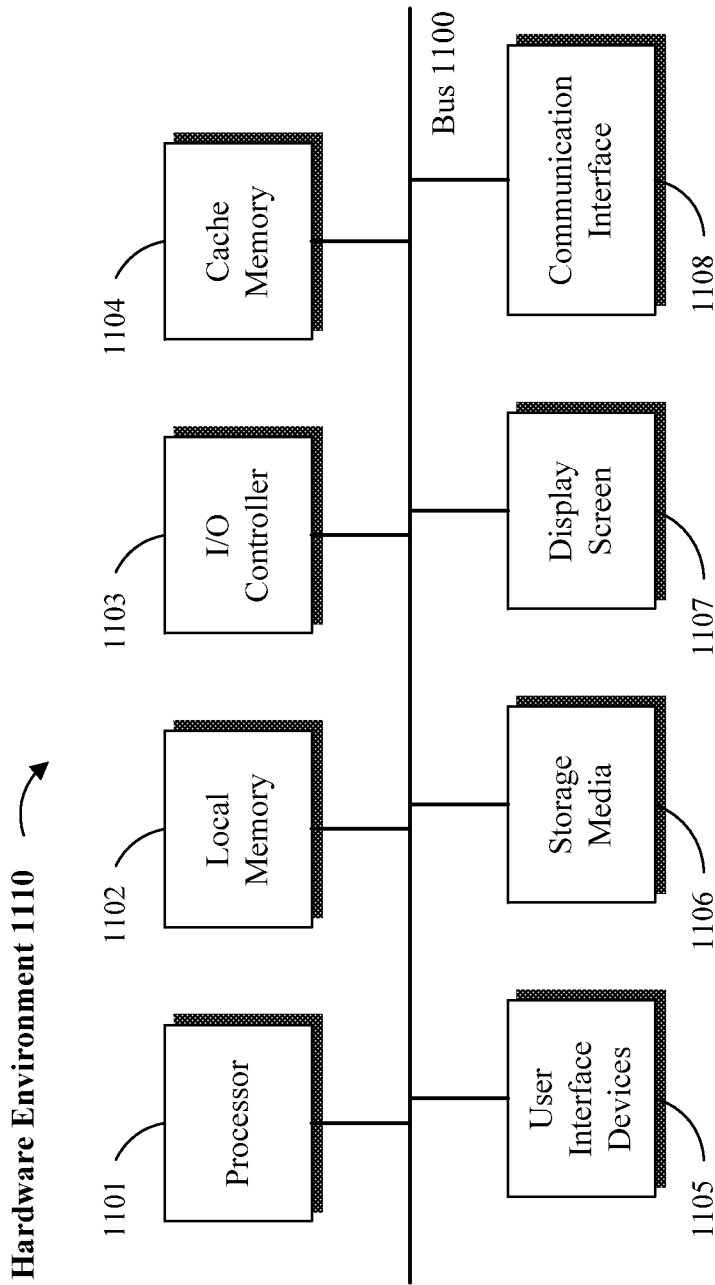 Hardware Environment 1110
1101
1102
1103
1104
Processor
Local
Memory
I/O
Controller
Cache
Memory
Bus 1100
User
Interface
Devices
Storage
Media
Display
Screen
Communication
Interface
1105
1106
1107
1108